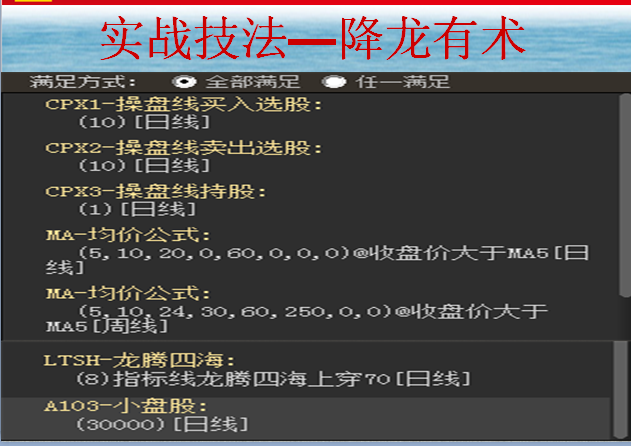 实战技法—降龙有术
满足方式: 全部满足 任一满足
CPX1-操盘线买入选股:
(10)[日线]
CPX2-操盘线卖出选股:
(10)[日线]
CPX3-操盘线持股:
(1)[日线]
MA-均价公式:
(5,10,20,0,60,0,0,0)@收盘价大于MA5[日
线]
MA-均价公式:
(5,10,24,30,60,250,0,0)@收盘价大于
MA5[周线]
LTSH-龙腾四海:
(8)指标线龙腾四海上穿70[日线]
A103-小盘股:
(30000)[日线]